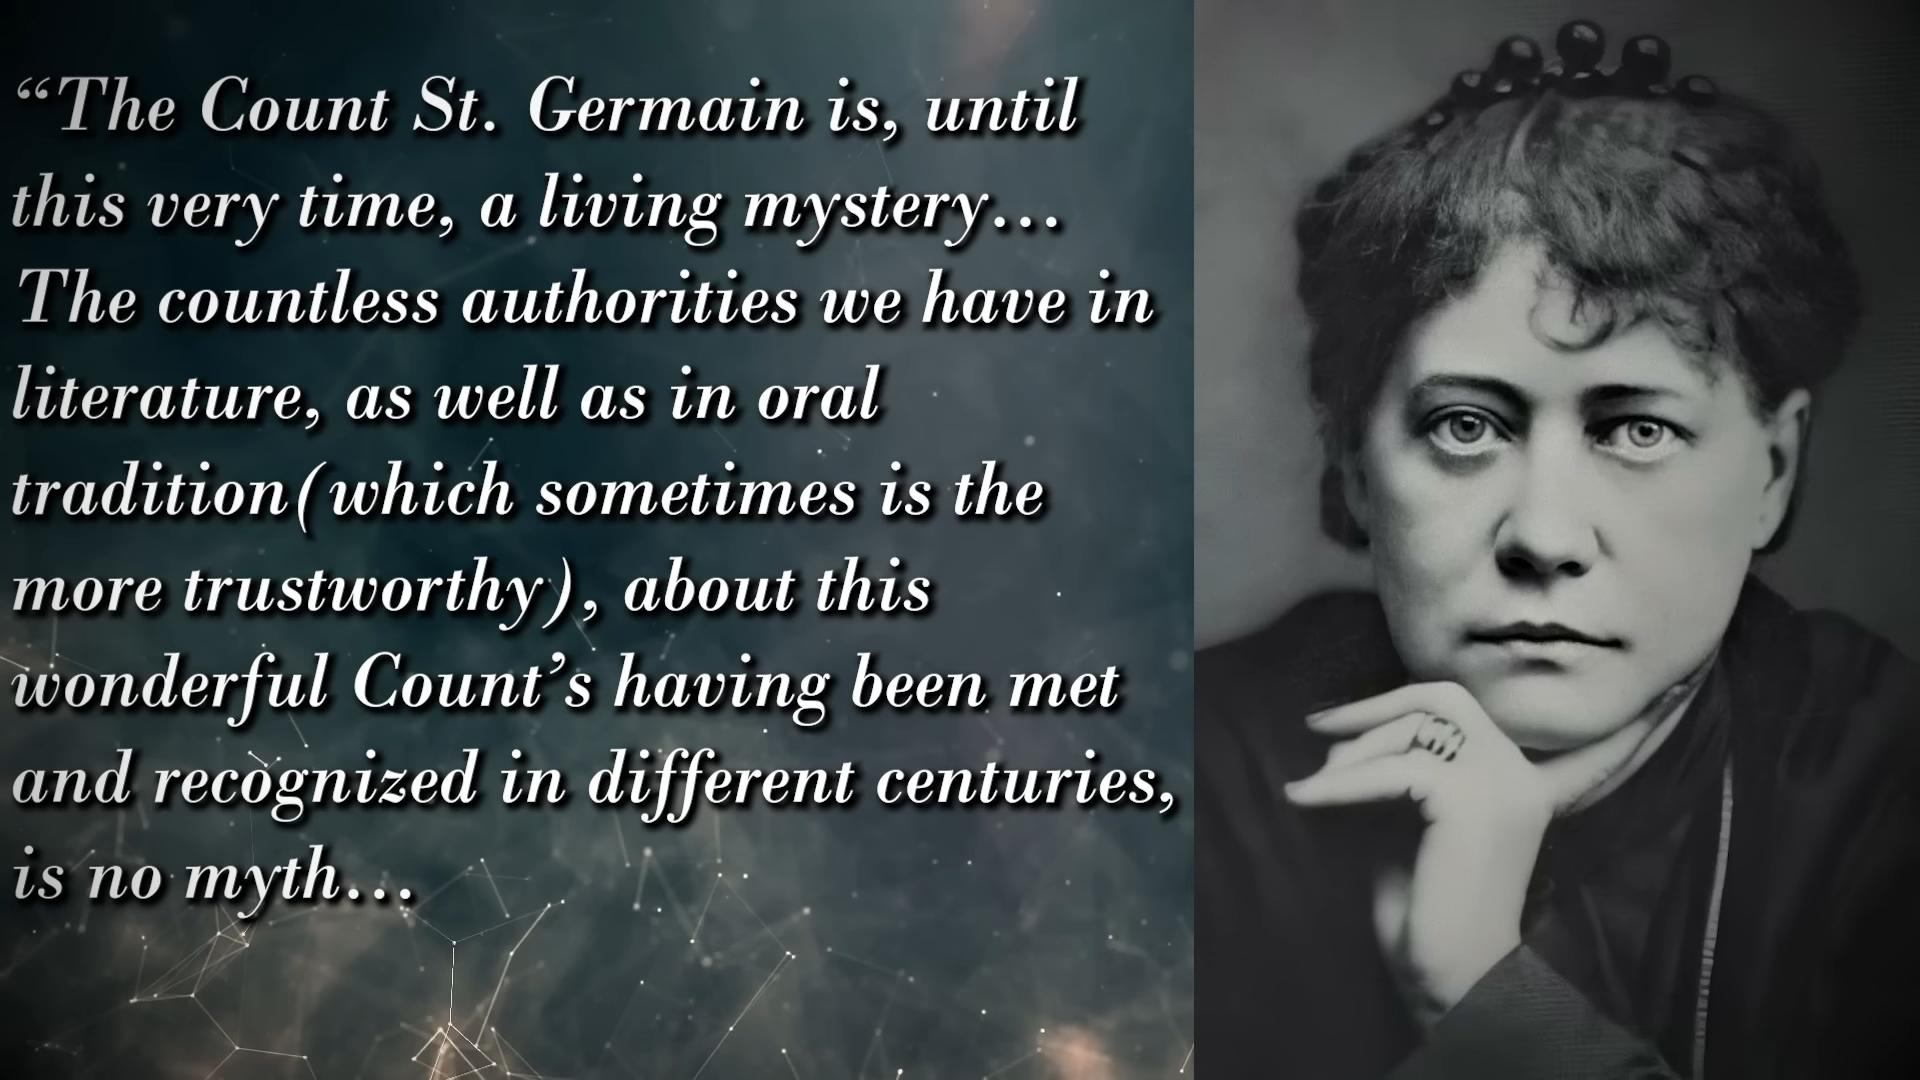 “The Count St. Germain is, until
this very time, a living mystery…
The countless authorities we have in
literature, as well as in oral
tradition(which sometimes is the
more trustworthy), about this
wonderful Count’s having been met
and recognized in different centuries,
is no myth…